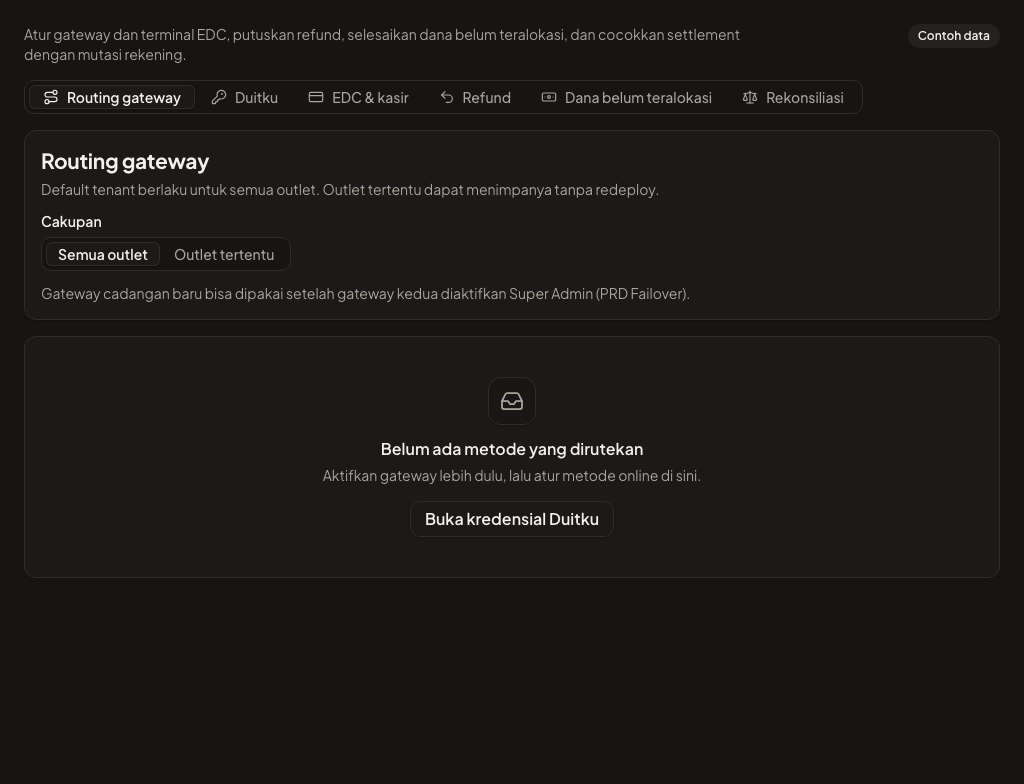 Atur gateway dan terminal EDC, putuskan refund, selesaikan dana belum teralokasi, dan cocokkan settlement
dengan mutasi rekening.
Contoh data
Routing gateway
Duitku
EDC & kasir
Refund
Dana belum teralokasi
Rekonsiliasi
Routing gateway
Default tenant berlaku untuk semua outlet. Outlet tertentu dapat menimpanya tanpa redeploy.
Cakupan
Semua outlet
Outlet tertentu
Gateway cadangan baru bisa dipakai setelah gateway kedua diaktifkan Super Admin (PRD Failover).
Belum ada metode yang dirutekan
Aktifkan gateway lebih dulu, lalu atur metode online di sini.
Buka kredensial Duitku